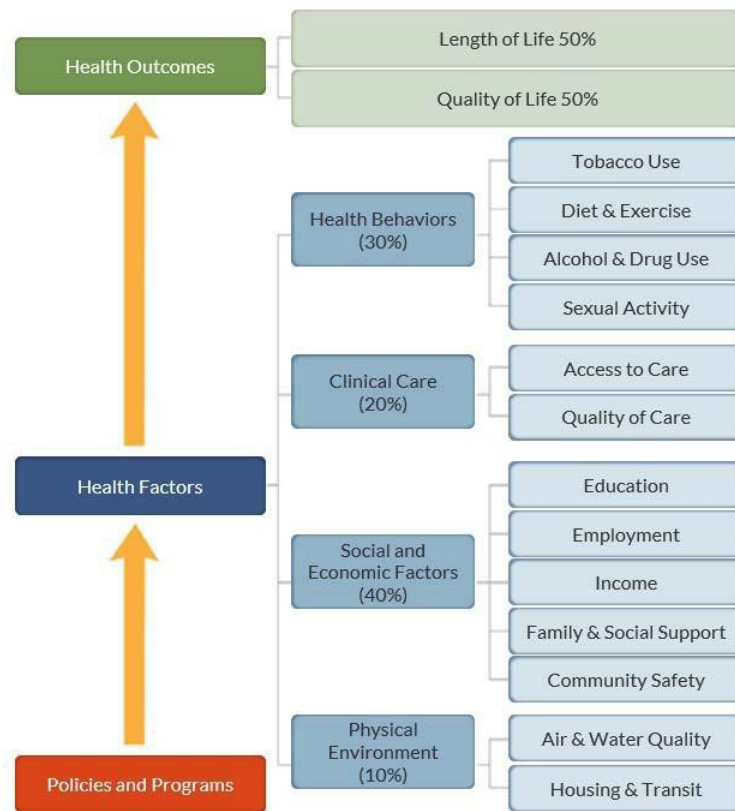 Health Outcomes
Length of Life 50%
Quality of Life 50%
Health Factors
Health Behaviors
(30%)
Tobacco Use
Diet & Exercise
Alcohol & Drug Use
Sexual Activity
Clinical Care
(20%)
Access to Care
Quality of Care
Social and
Economic Factors
(40%)
Education
Employment
Income
Family & Social Support
Community Safety
Physical
Environment
(10%)
Air & Water Quality
Housing & Transit
Policies and Programs